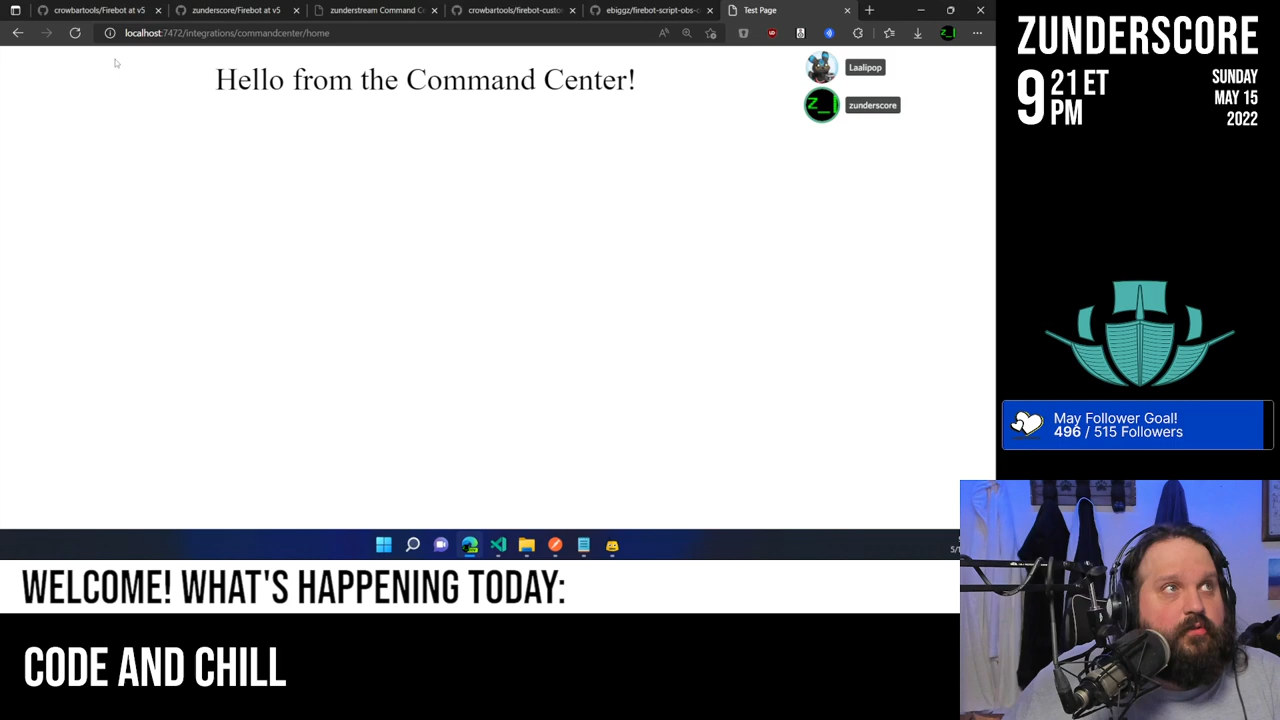 crowbartools/Firebot at v5
zunderscore/Firebot at v5
zunderstream Command C
crowbartools/firebot-custo
ebiggz/firebot-script-obs-
Test Page
localhost:7472/integrations/commandcenter/home
Hello from the Command Center!
Laalipop
z_|
zunderscore
ZUNDERSCORE
9 21 ET
PM
SUNDAY
MAY 15
2022
May Follower Goal!
496 / 515 Followers
WELCOME! WHAT'S HAPPENING TODAY:
CODE AND CHILL